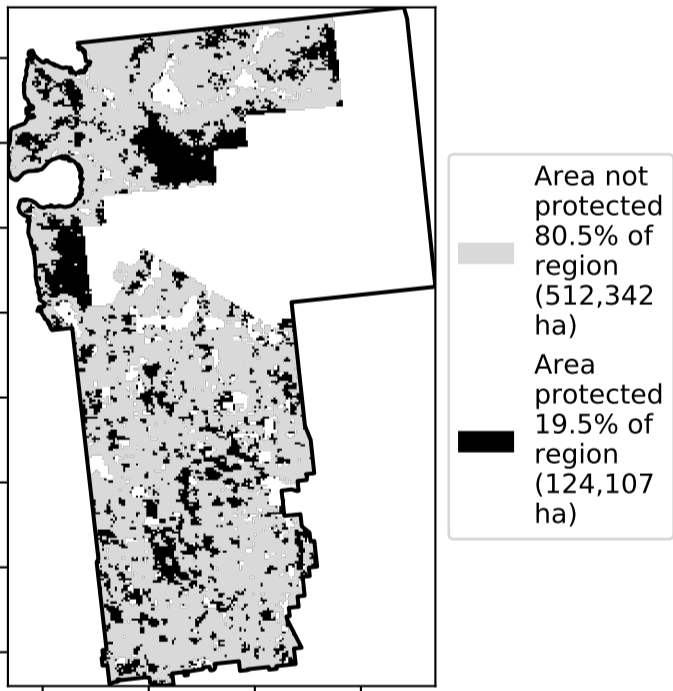 Area not
protected
80.5% of
region
(512,342
ha)
Area
protected
19.5% of
region
(124,107
ha)